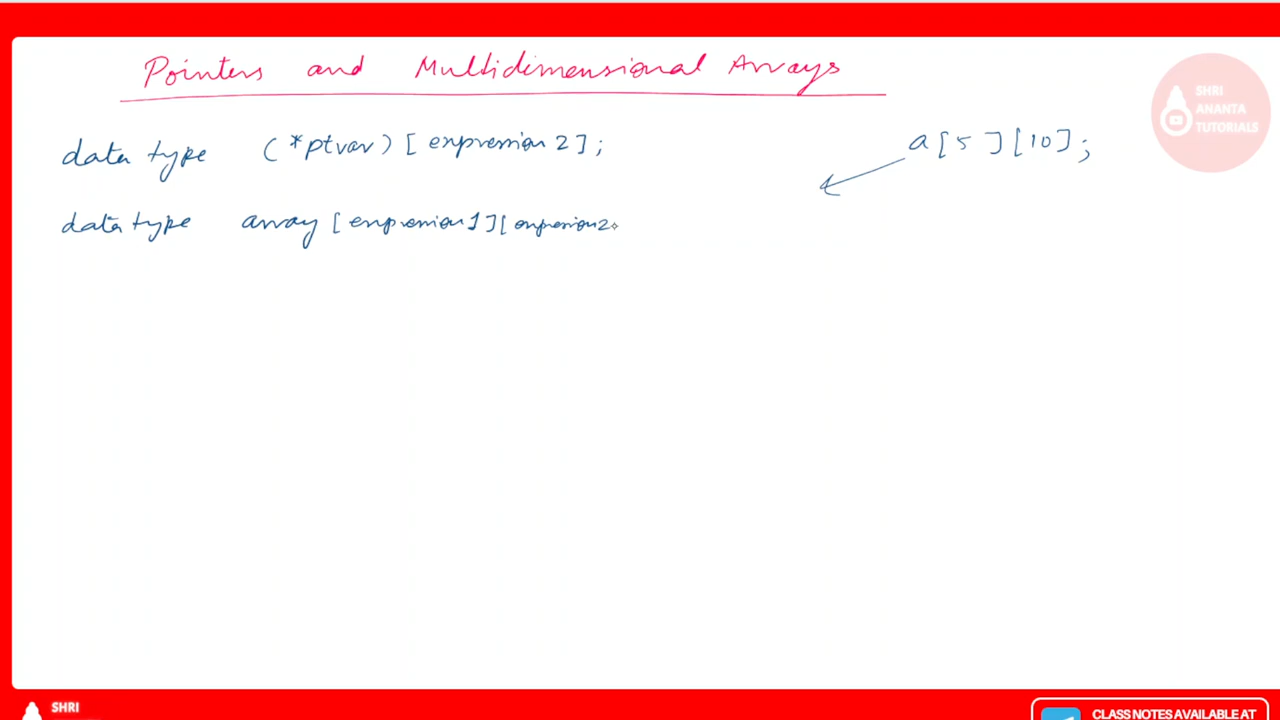 Pointers and Multidimensional Arrays
SHRI
ANANTA
TUTORIALS
data type (*ptvar)[expression 2]; a[5][10];
data type array[expression1][expression2
SHRI
CLASS NOTES AVAILABLE AT